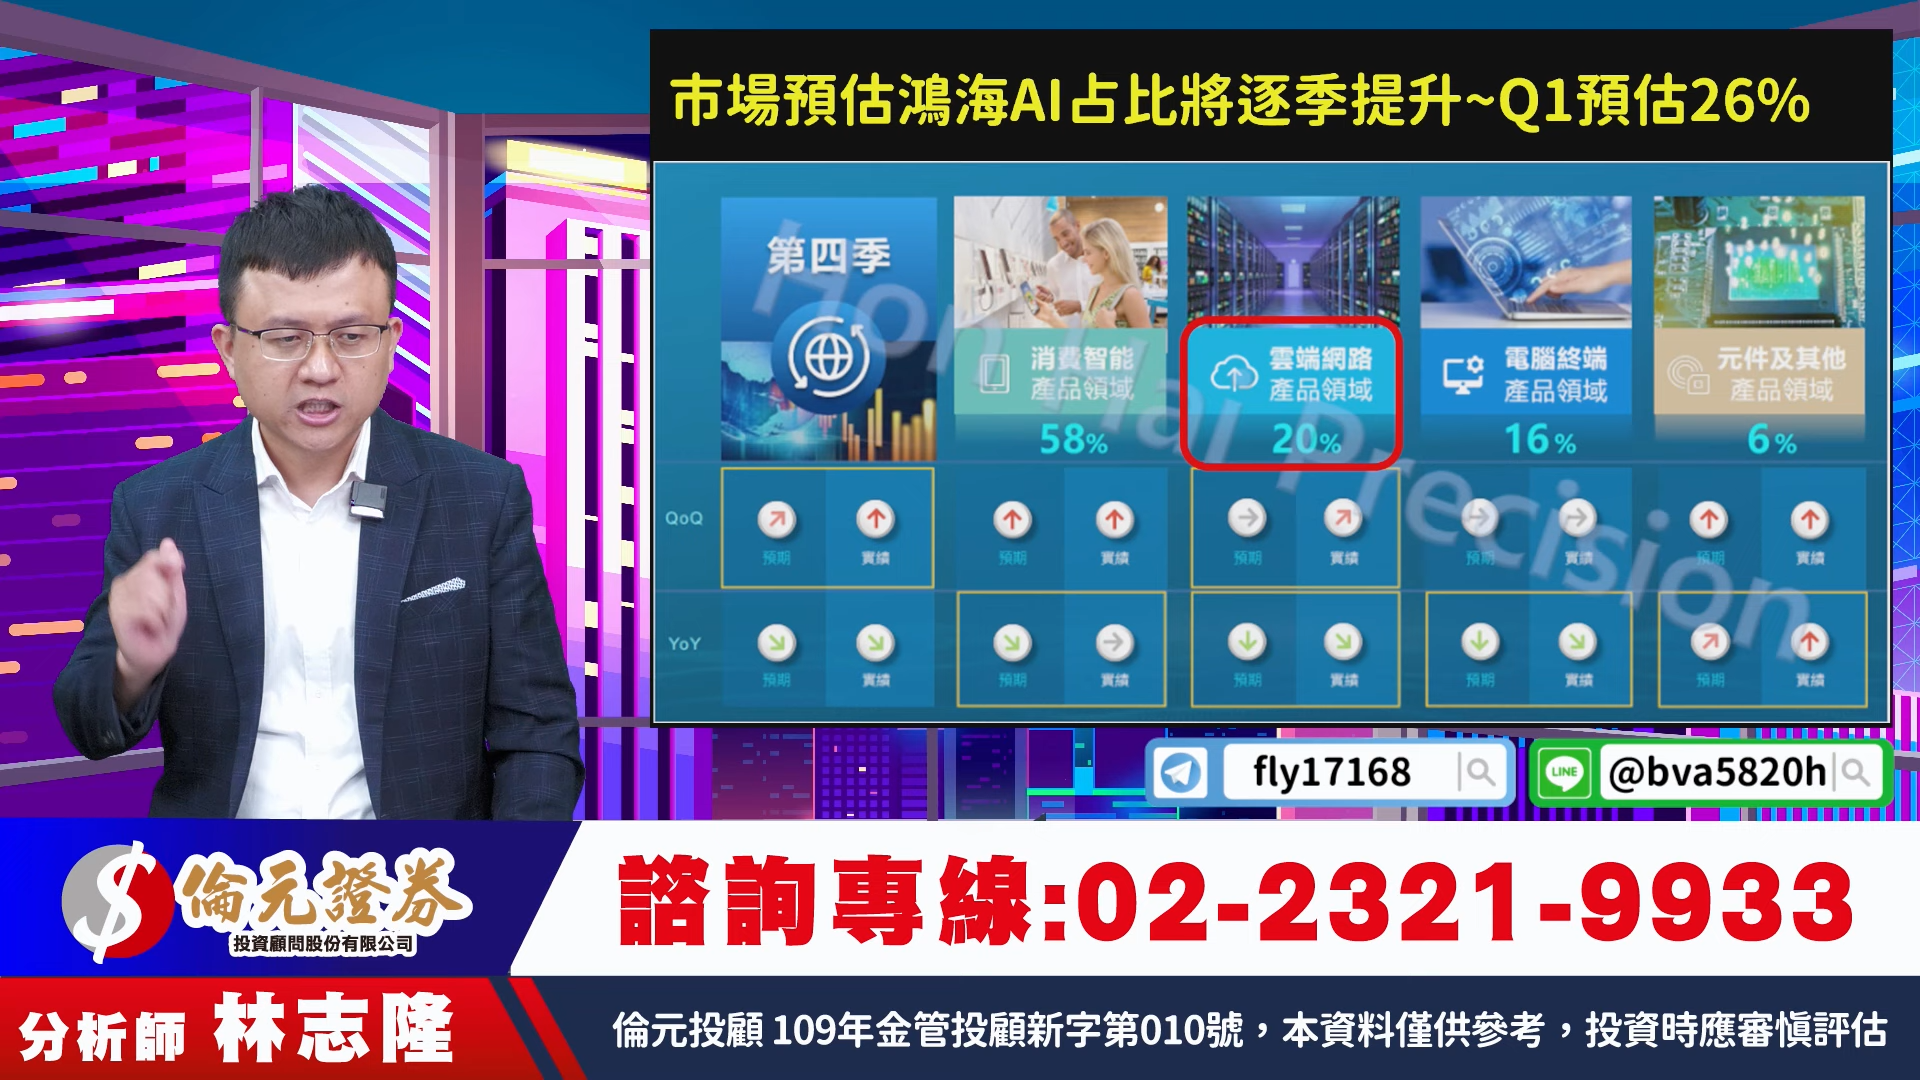 市場預估鴻海AI占比將逐季提升~Q1預估26%
第四季
消費智能
產品領域
58%
雲端網路
產品領域
20%
電腦終端
產品領域
16%
元件及其他
產品領域
6%
Hon Hai Precision
QoQ
預期 實績 預期 實績 預期 實績 預期 實績 預期 實績
YoY
預期 實績 預期 實績 預期 實績 預期 實績 預期 實績
fly17168
LINE @bva5820h
倫元證券
投資顧問股份有限公司
諮詢專線:02-2321-9933
分析師 林志隆
倫元投顧 109年金管投顧新字第010號，本資料僅供參考，投資時應審慎評估